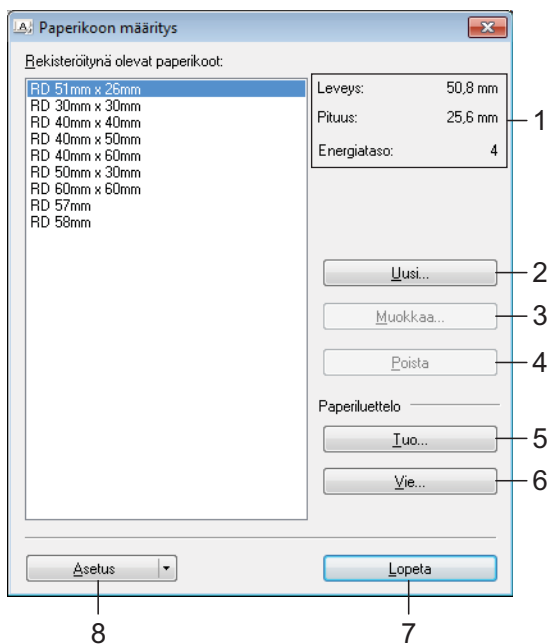 Paperikoon määritys
Rekisteröitynä olevat paperikoot:
RD 51mm x 26mm
RD 30mm x 30mm
RD 40mm x 40mm
RD 40mm x 50mm
RD 40mm x 60mm
RD 50mm x 30mm
RD 60mm x 60mm
RD 57mm
RD 58mm
Leveys: 50,8 mm
Pituus: 25,6 mm
Energiataso: 4
1
Uusi...
2
Muokkaa...
3
Poista
4
Paperiluettelo
Tuo...
5
Vie...
6
Asetus
Lopeta
8
7